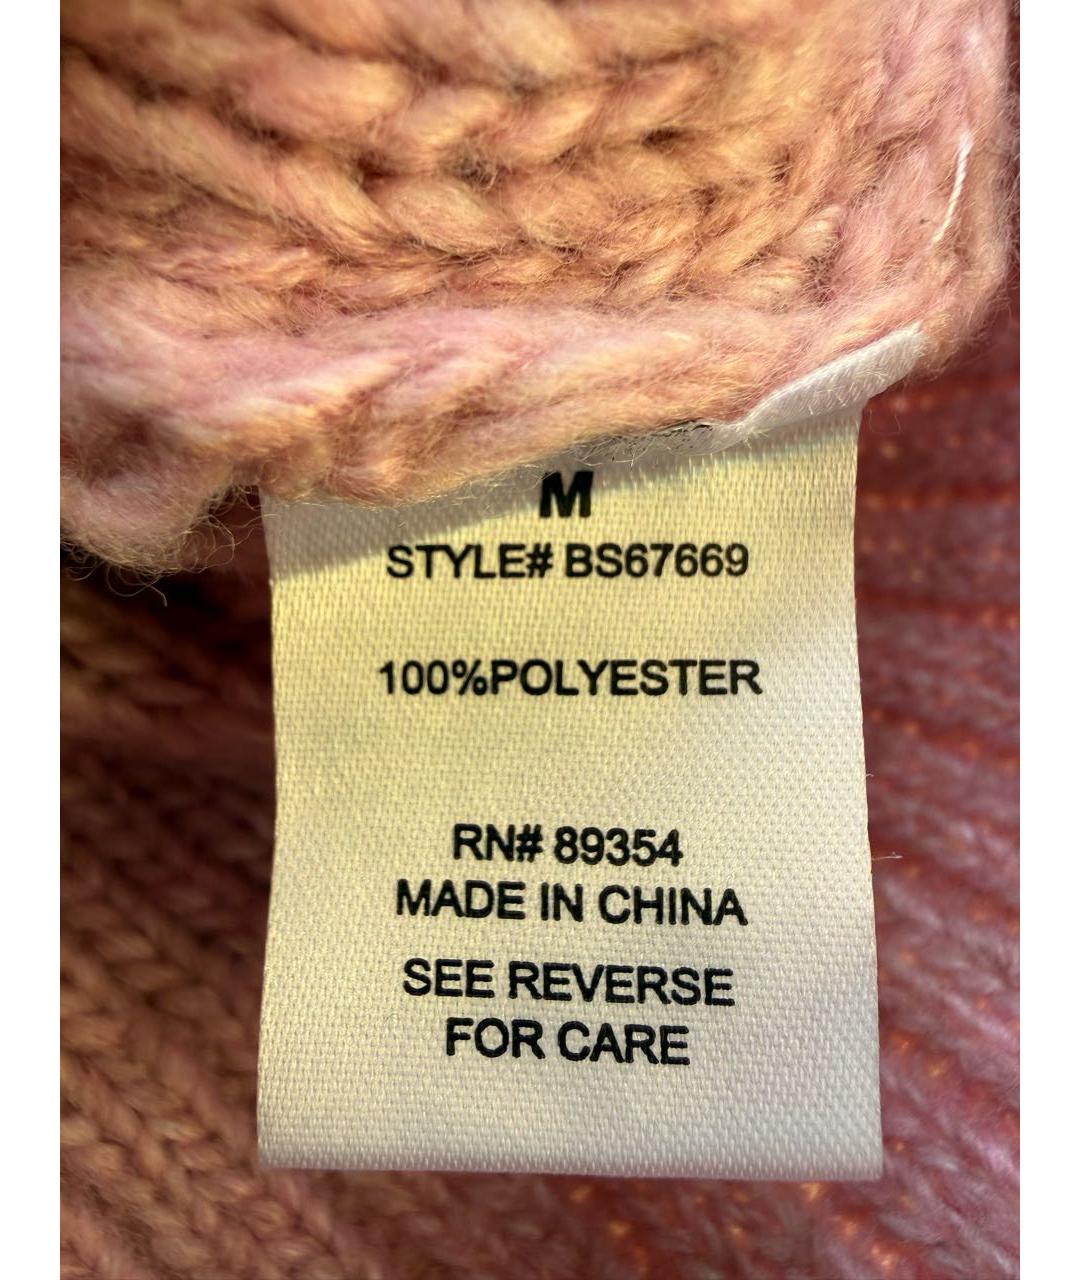 M
STYLE# BS67669
100%POLYESTER
RN# 89354
MADE IN CHINA
SEE REVERSE
FOR CARE